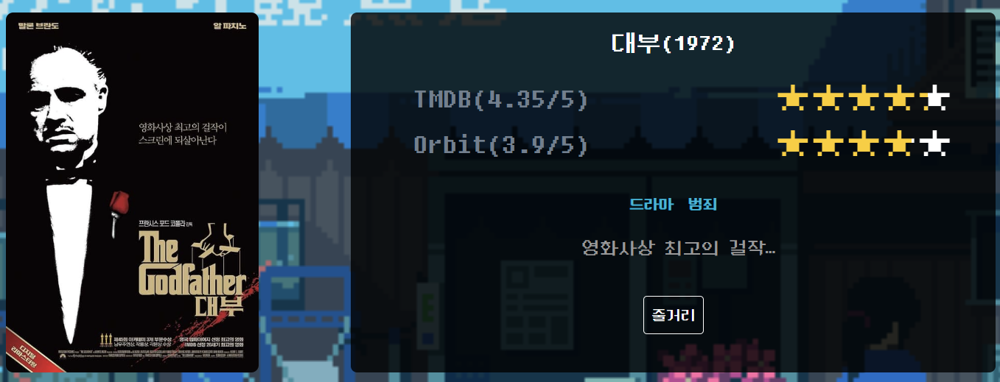 말론 브란도
알 파치노
영화사상 최고의 걸작이
스크린에 되살아난다
프란시스 포드 코폴라 감독
The
Godfather
대부
제45회 아카데미 3개 부문수상
남우주연상, 작품상, 각본상 수상
영국 엠파이어지 선정 최고의 영화
IMDB 선정 20세기 최고의 영화
디지털
리마스터링
대부(1972)
TMDB(4.35/5)
Orbit(3.9/5)
드라마 범죄
영화사상 최고의 걸작…
줄거리
E